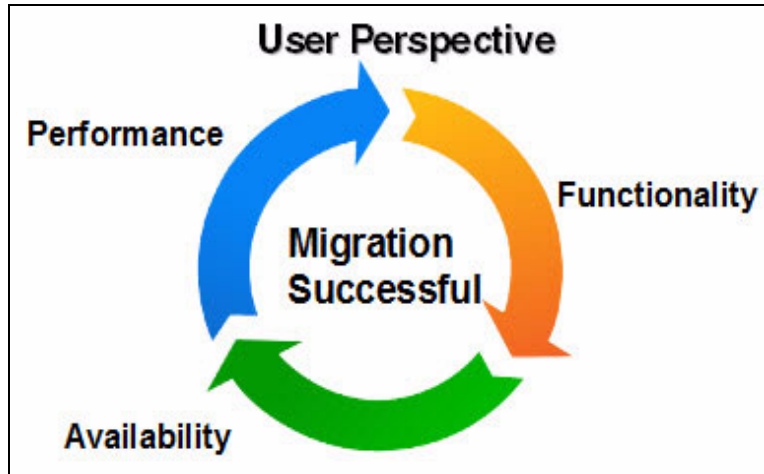 User Perspective
Performance
Functionality
Migration
Successful
Availability